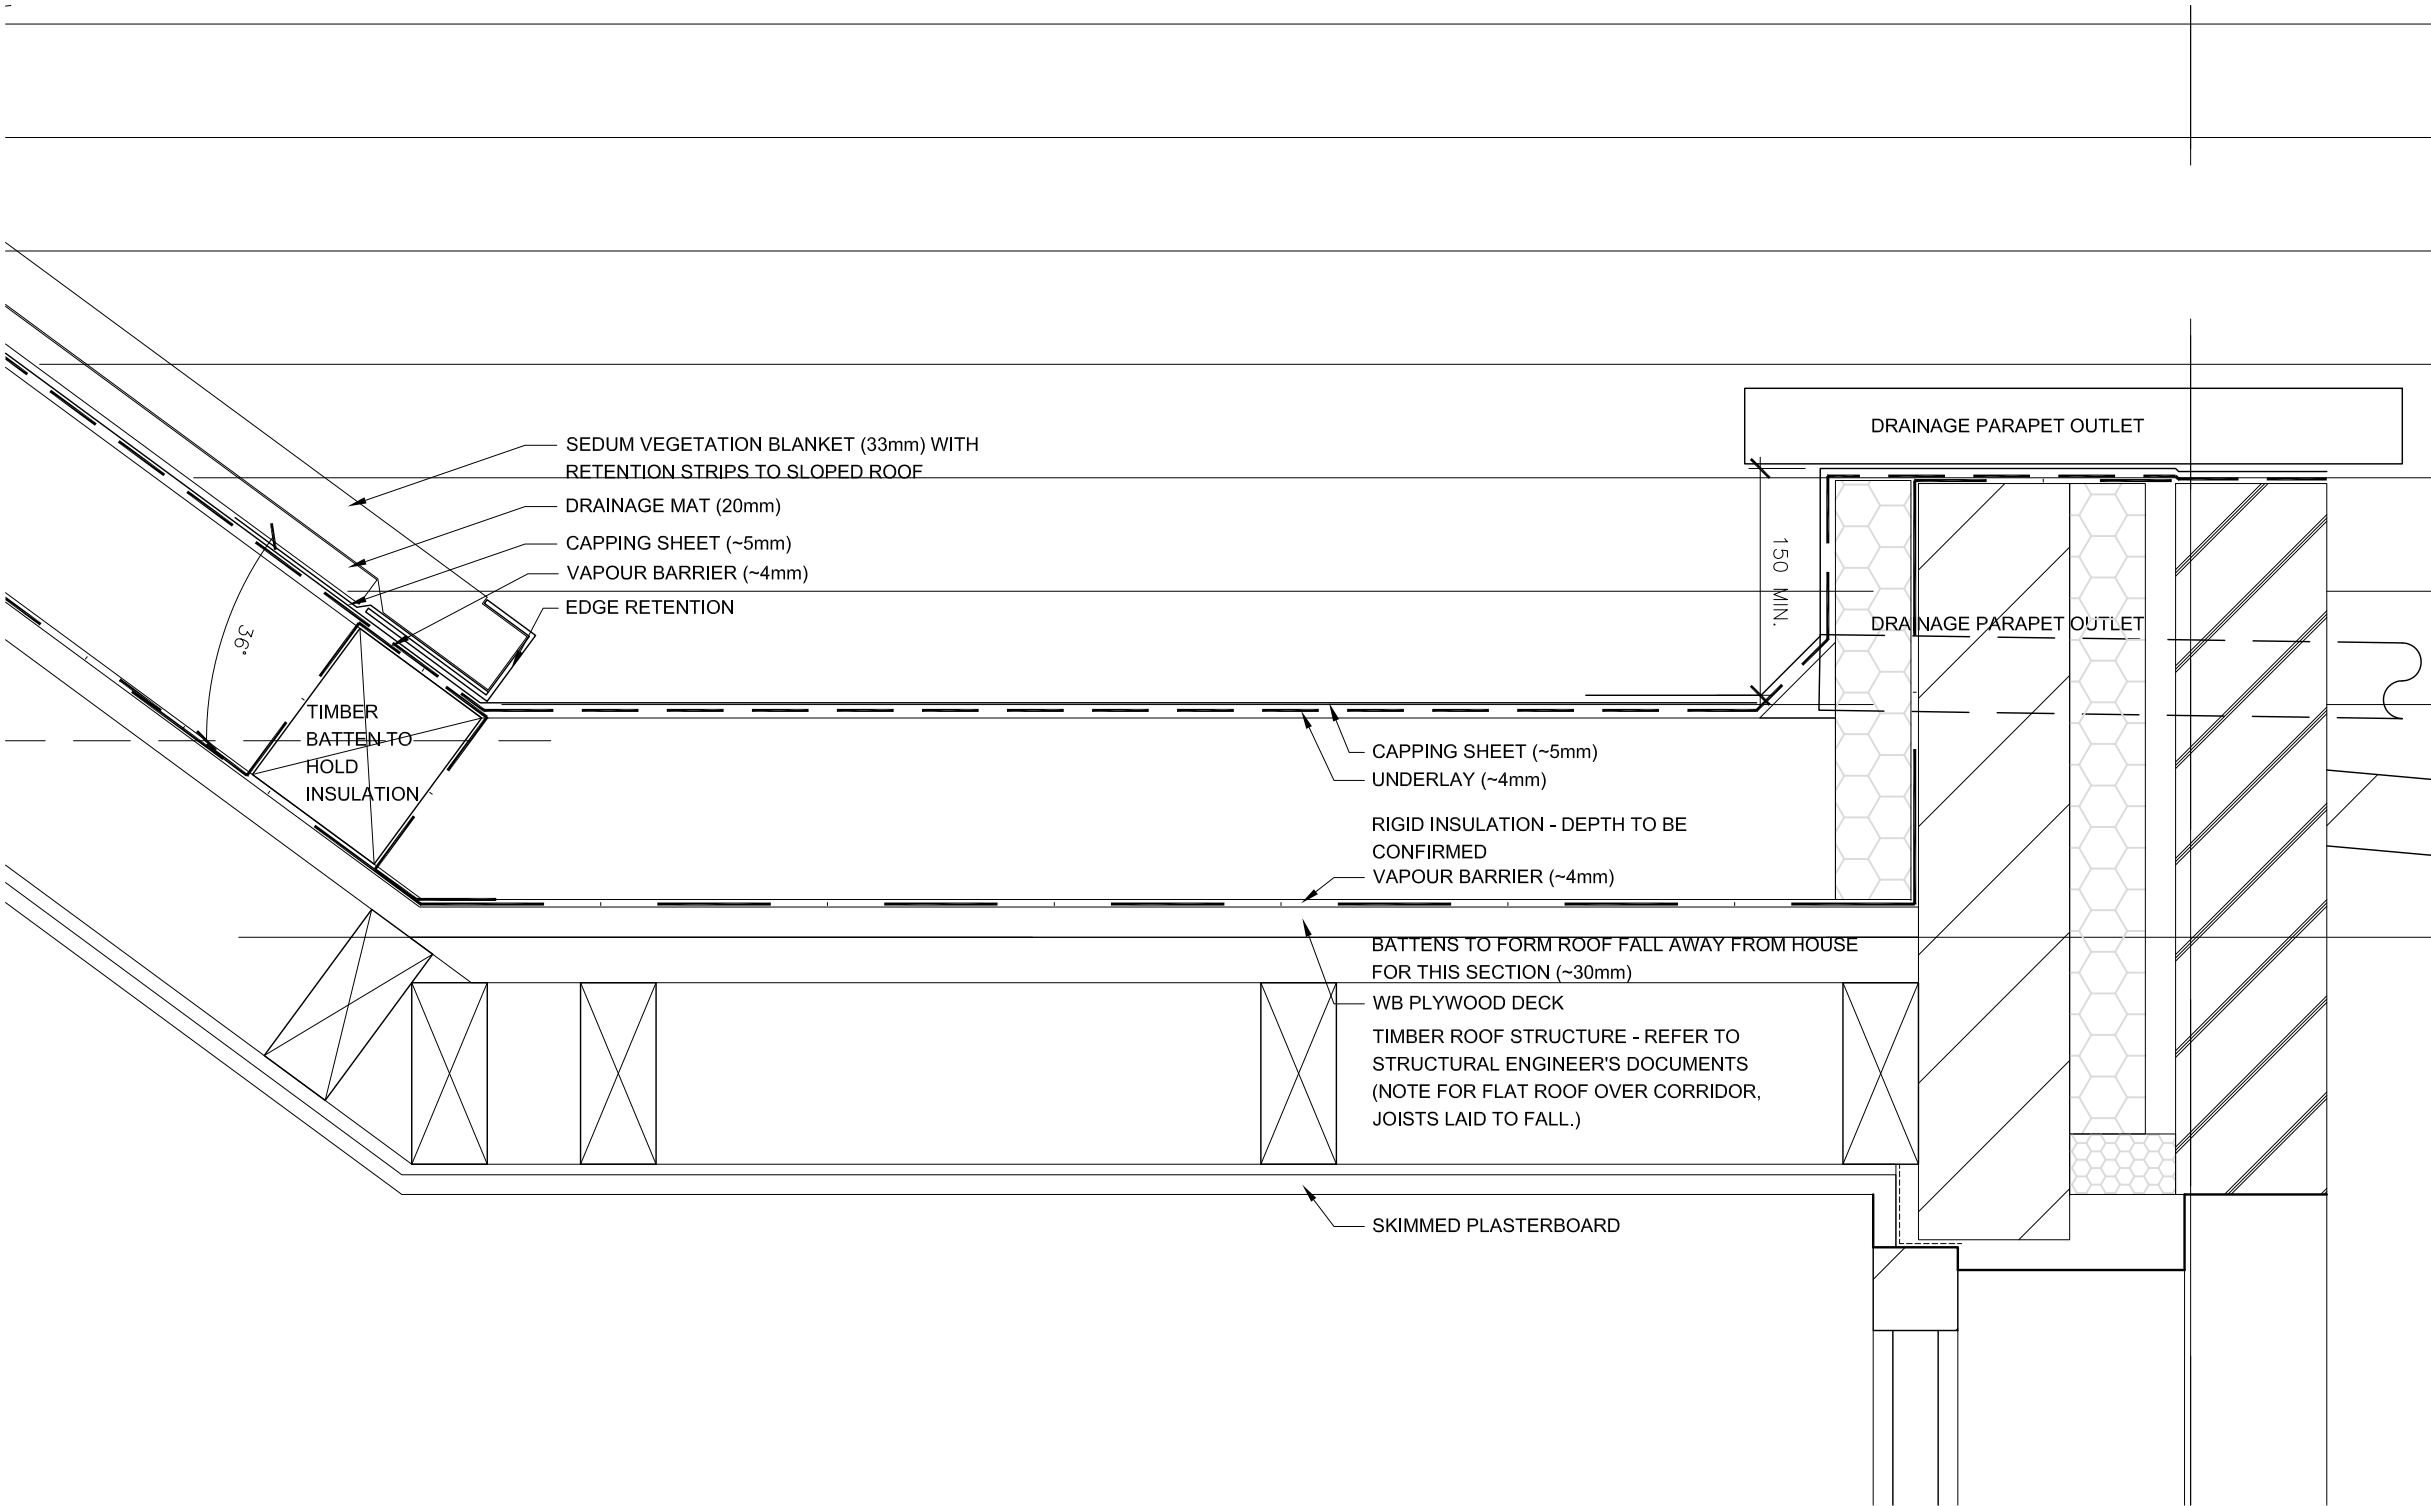 DRAINAGE PARAPET OUTLET
SEDUM VEGETATION BLANKET (33mm) WITH
RETENTION STRIPS TO SLOPED ROOF
DRAINAGE MAT (20mm)
CAPPING SHEET (~5mm)
VAPOUR BARRIER (~4mm)
EDGE RETENTION
150 MIN.
DRAINAGE PARAPET OUTLET
36°
TIMBER
BATTEN TO
HOLD
INSULATION
CAPPING SHEET (~5mm)
UNDERLAY (~4mm)
RIGID INSULATION - DEPTH TO BE
CONFIRMED
VAPOUR BARRIER (~4mm)
BATTENS TO FORM ROOF FALL AWAY FROM HOUSE
FOR THIS SECTION (~30mm)
WB PLYWOOD DECK
TIMBER ROOF STRUCTURE - REFER TO
STRUCTURAL ENGINEER'S DOCUMENTS
(NOTE FOR FLAT ROOF OVER CORRIDOR,
JOISTS LAID TO FALL.)
SKIMMED PLASTERBOARD